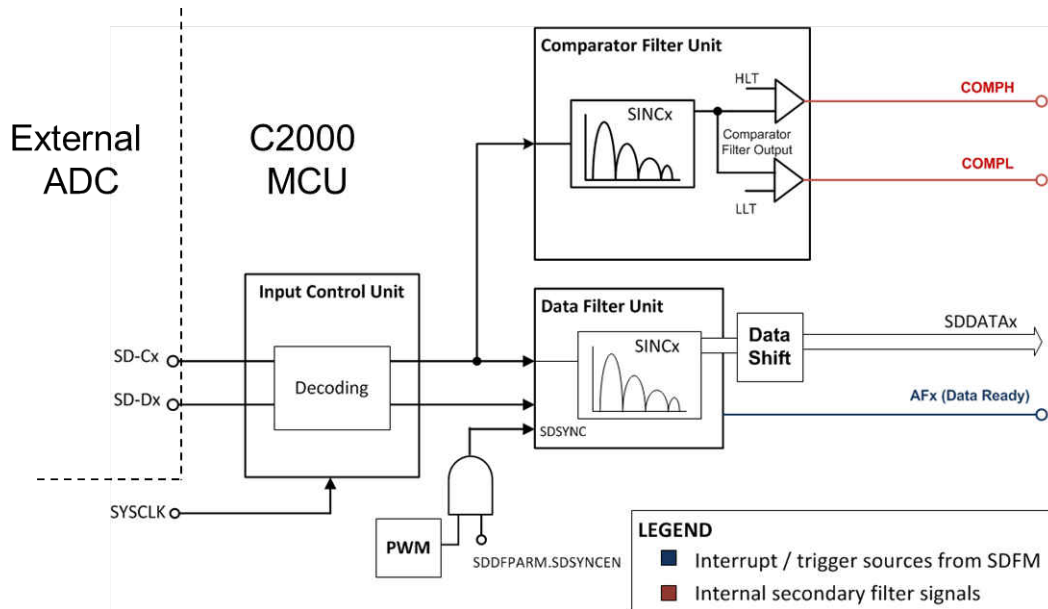 External
ADC
C2000
MCU
Comparator Filter Unit
HLT
SINCx
Comparator
Filter Output
LLT
COMPH
COMPL
Input Control Unit
Decoding
SD-Cx
SD-Dx
SYSCLK
Data Filter Unit
SINCx
SDSYNC
Data
Shift
SDDATAx
AFx (Data Ready)
PWM
SDDFPARM.SDSYNCEN
LEGEND
Interrupt / trigger sources from SDFM
Internal secondary filter signals